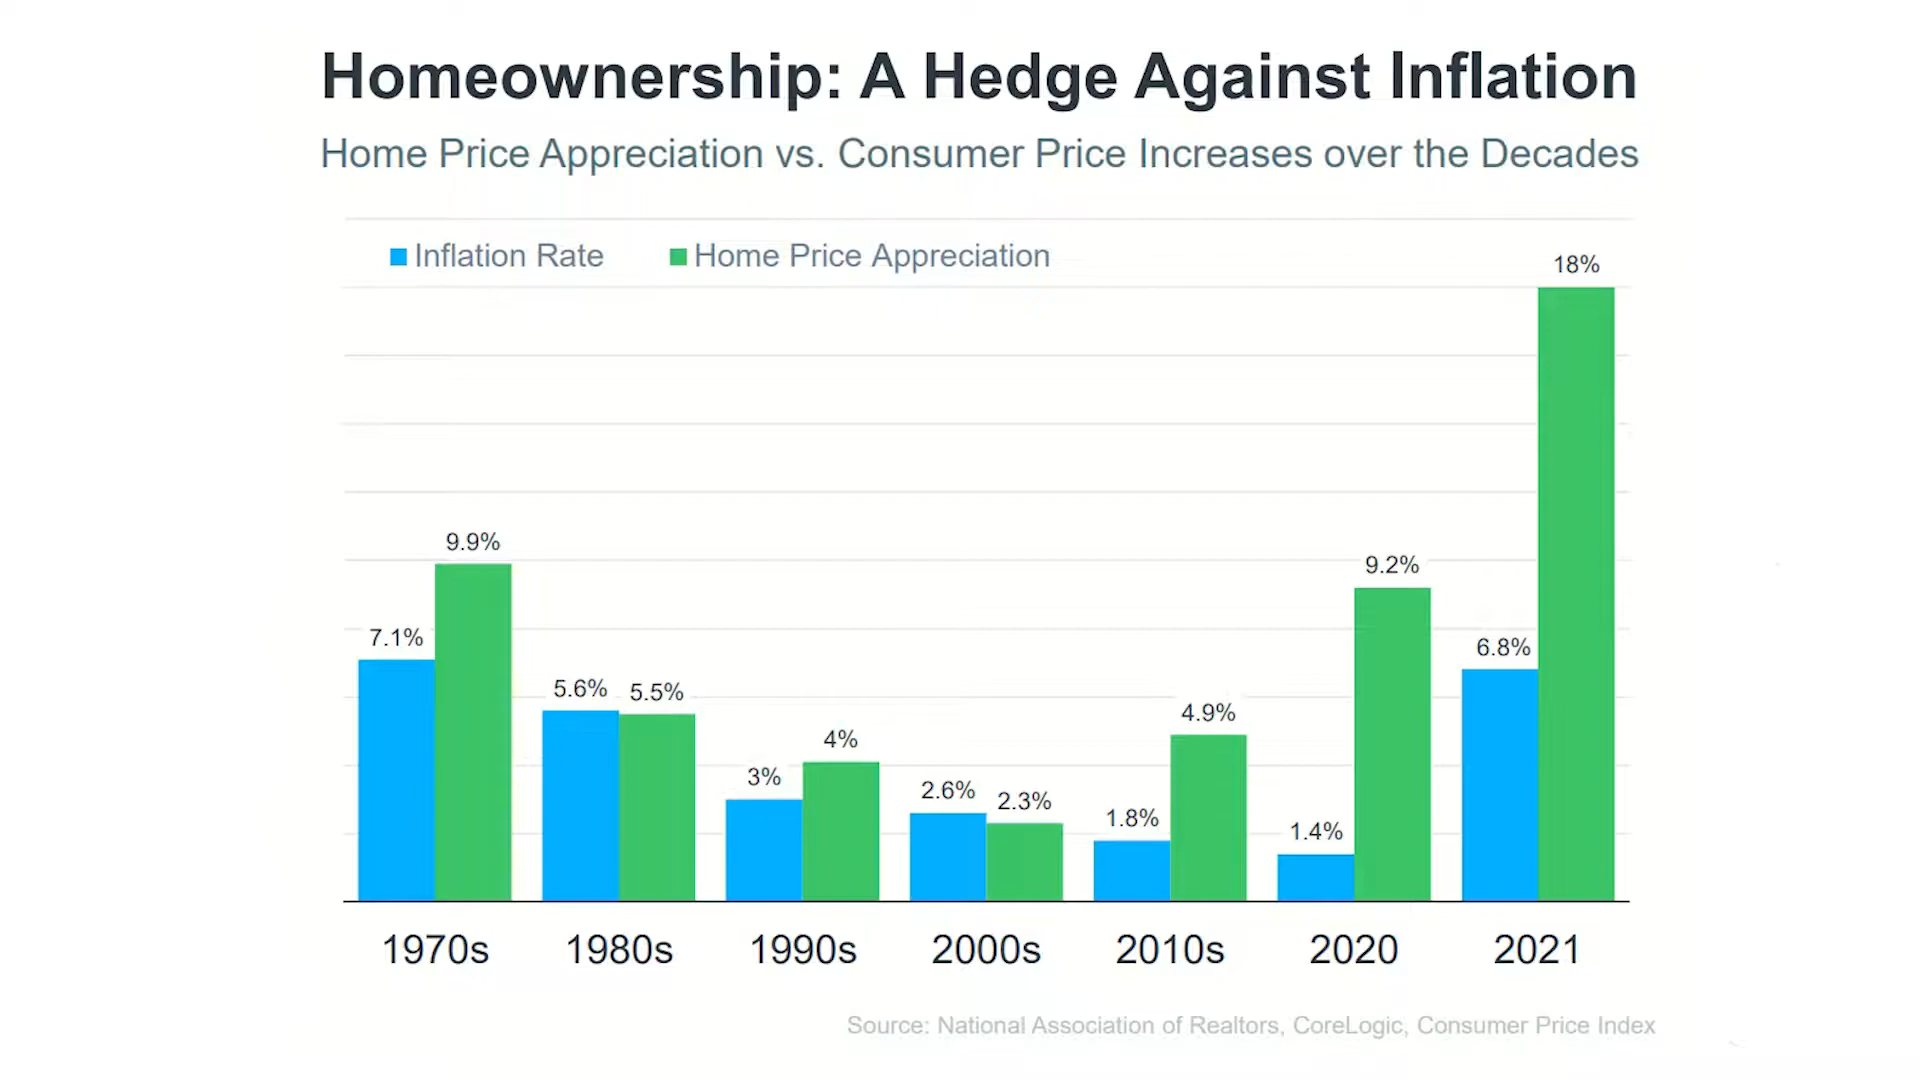 Homeownership: A Hedge Against Inflation
Home Price Appreciation vs. Consumer Price Increases over the Decades
Inflation Rate
Home Price Appreciation
7.1%
9.9%
5.6%
5.5%
3%
4%
2.6%
2.3%
1.8%
4.9%
1.4%
9.2%
6.8%
18%
1970s
1980s
1990s
2000s
2010s
2020
2021
Source: National Association of Realtors, CoreLogic, Consumer Price Index